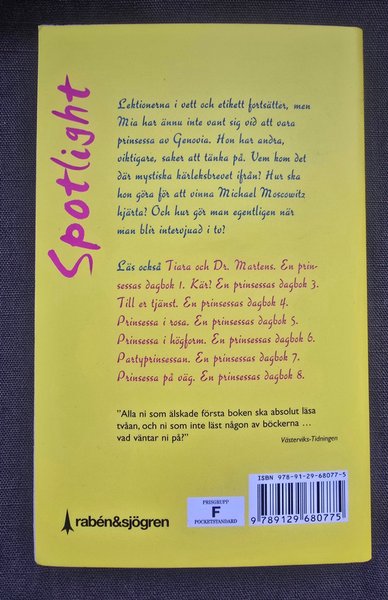 Spotlight
Lektionerna i vett och etikett fortsätter, men
Mia har ännu inte vant sig vid att vara
prinsessa av Genovia. Hon har andra,
viktigare, saker att tänka på. Vem kom det
där mystiska kärleksbrevet ifrån? Hur ska
hon göra för att vinna Michael Moscowitz
hjärta? Och hur gör man egentligen när
man blir intervjuad i tv?
Läs också Tiara och Dr. Martens. En prin-
sessas dagbok 1. Kär? En prinsessas dagbok 3.
Till er tjänst. En prinsessas dagbok 4.
Prinsessa i rosa. En prinsessas dagbok 5.
Prinsessa i högform. En prinsessas dagbok 6.
Partyprinsessan. En prinsessas dagbok 7.
Prinsessa på väg. En prinsessas dagbok 8.
"Alla ni som älskade första boken ska absolut läsa
tvåan, och ni som inte läst någon av böckerna ...
vad väntar ni på?"
Västerviks-Tidningen
ISBN 978-91-29-68077-5
PRISGRUPP
F
POCKETSTANDARD
rabén&sjögren
9 789129 680775